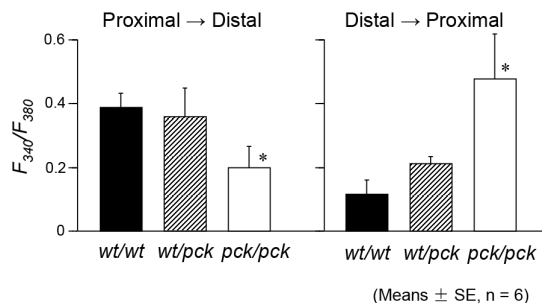 Proximal → Distal
Distal → Proximal
F340/F380
0.6
0.4
0.2
0
*
*
wt/wt wt/pck pck/pck
wt/wt wt/pck pck/pck
(Means ± SE, n = 6)